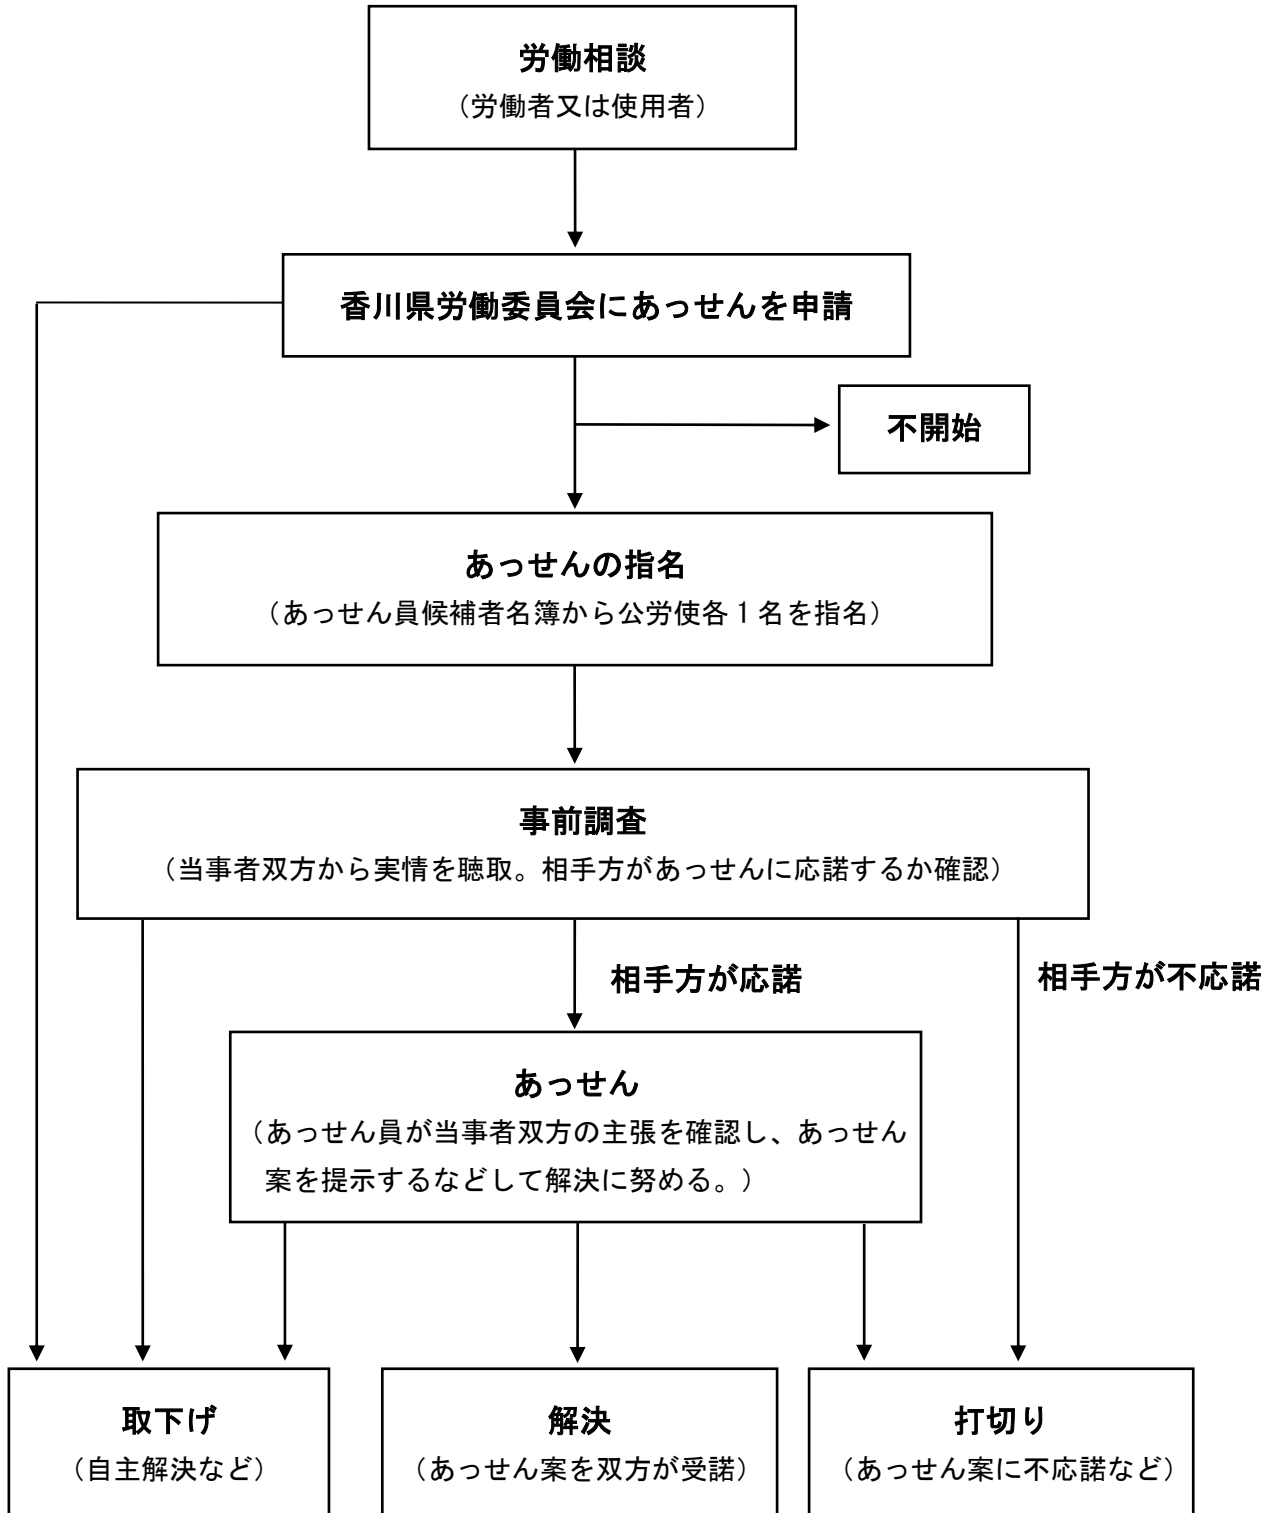 労働相談
（労働者又は使用者）
香川県労働委員会にあっせんを申請
不開始
あっせんの指名
（あっせん員候補者名簿から公労使各１名を指名）
事前調査
（当事者双方から実情を聴取。相手方があっせんに応諾するか確認）
相手方が応諾
相手方が不応諾
あっせん
（あっせん員が当事者双方の主張を確認し、あっせん
案を提示するなどして解決に努める。）
取下げ
（自主解決など）
解決
（あっせん案を双方が受諾）
打切り
（あっせん案に不応諾など）